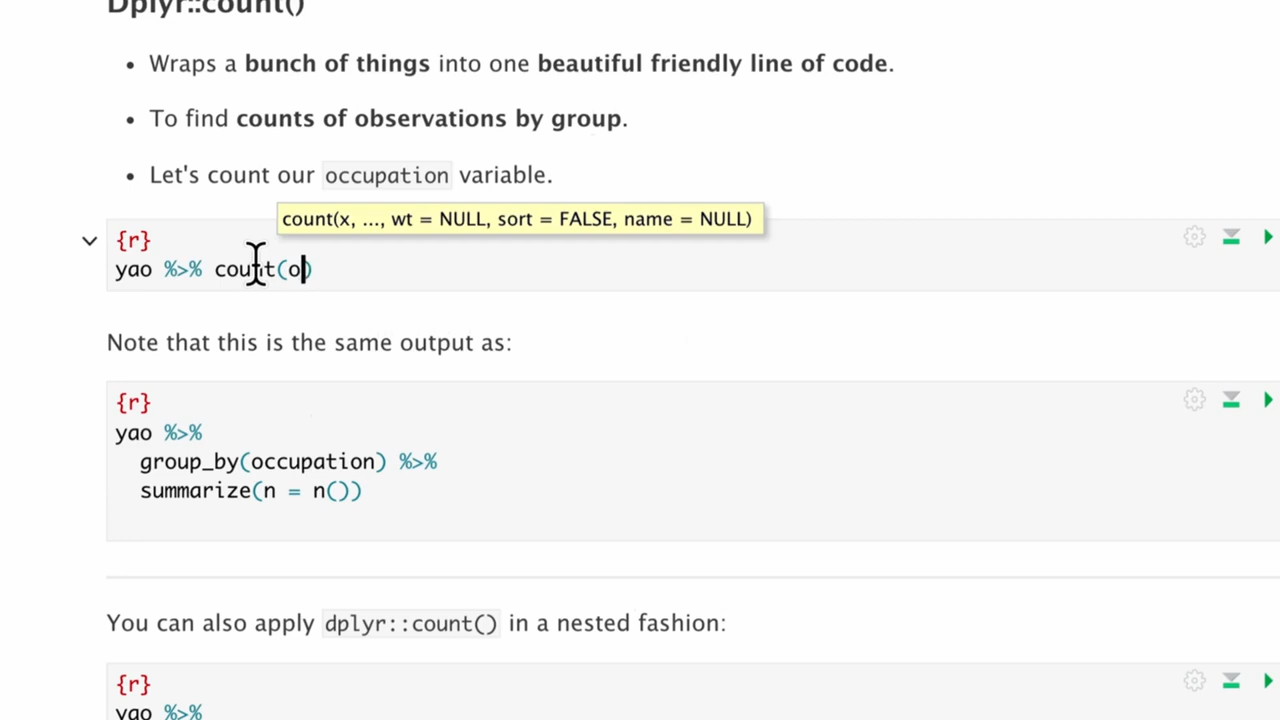 Dplyr::count()
• Wraps a bunch of things into one beautiful friendly line of code.
• To find counts of observations by group.
• Let's count our occupation variable.
count(x, ..., wt = NULL, sort = FALSE, name = NULL)
{r}
yao %>% count(o)
Note that this is the same output as:
{r}
yao %>%
group_by(occupation) %>%
summarize(n = n())
You can also apply dplyr::count() in a nested fashion:
{r}
yao %>%